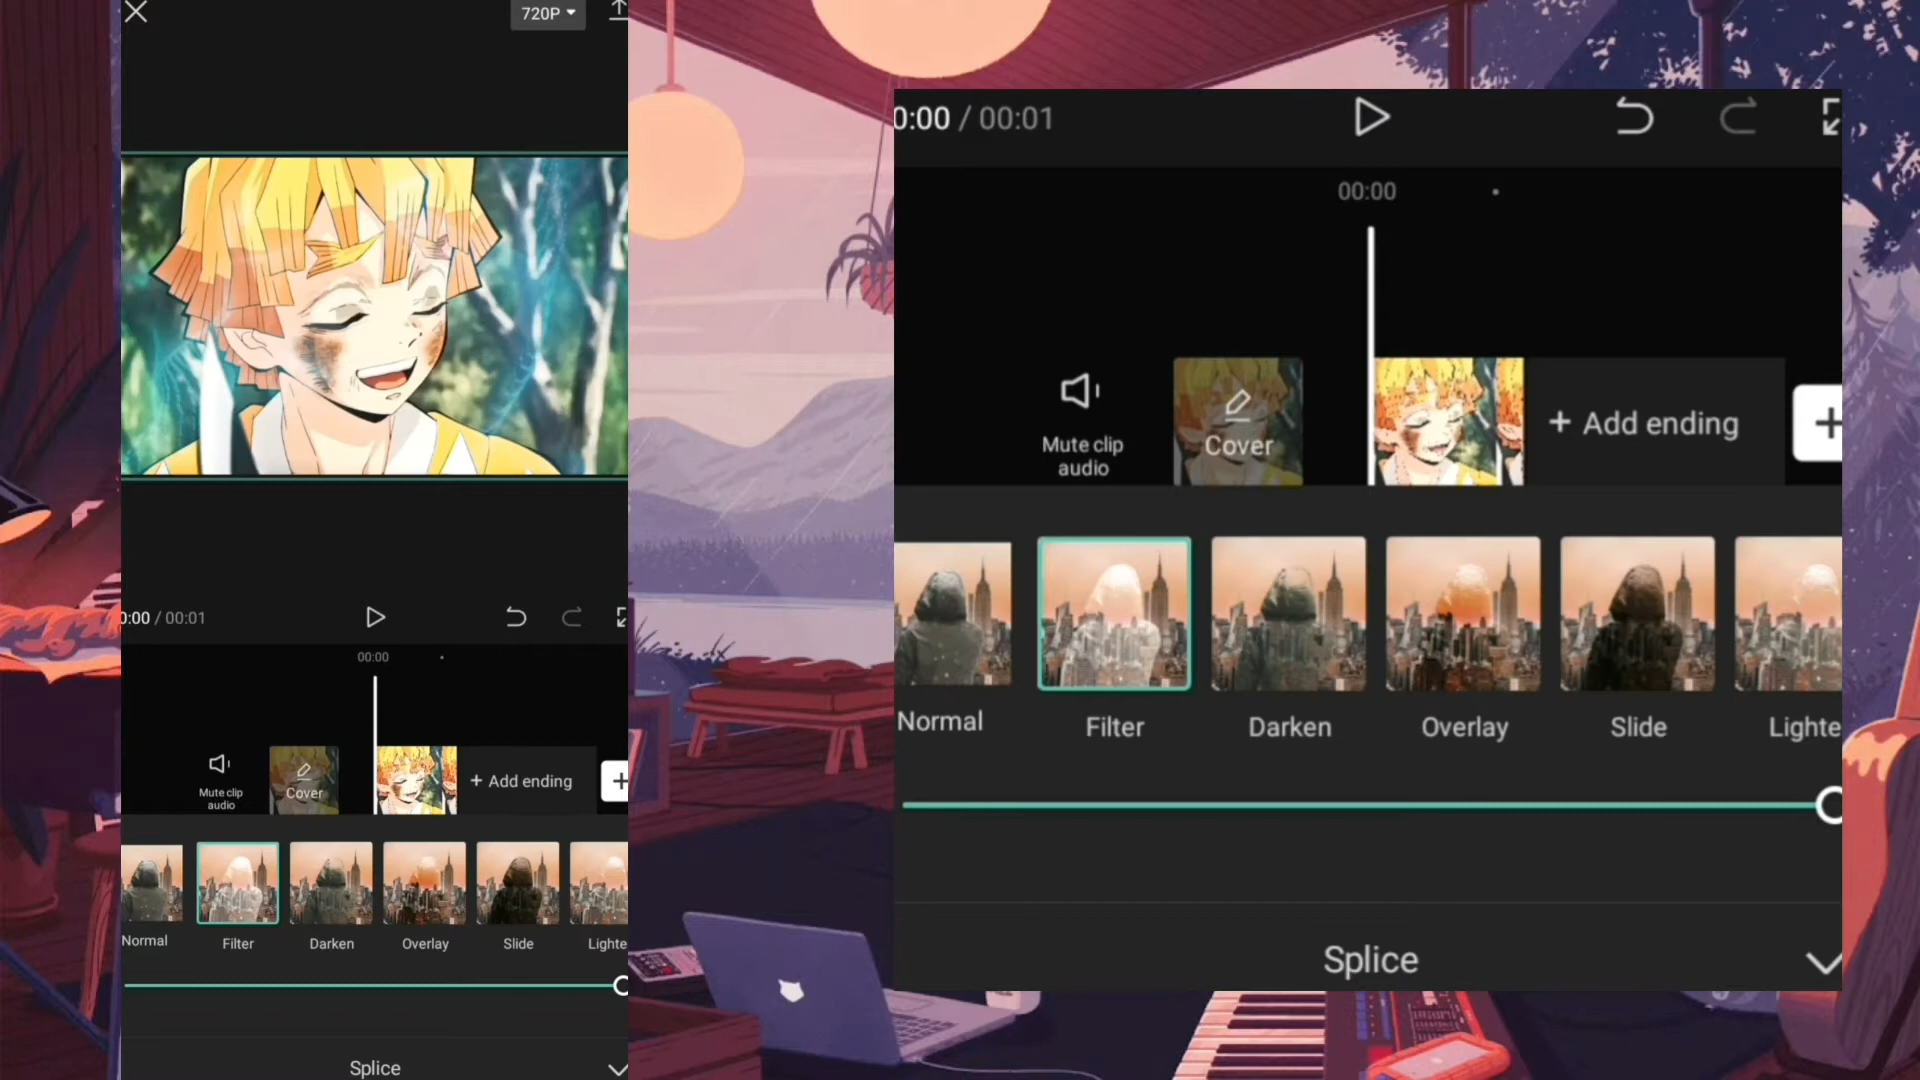 720P
0:00 / 00:01
00:00
Mute clip
audio
Cover
+ Add ending
+
Normal
Filter
Darken
Overlay
Slide
Lighte
Splice
0:00 / 00:01
00:00
Mute clip
audio
Cover
+ Add ending
+
Normal
Filter
Darken
Overlay
Slide
Lighte
Splice